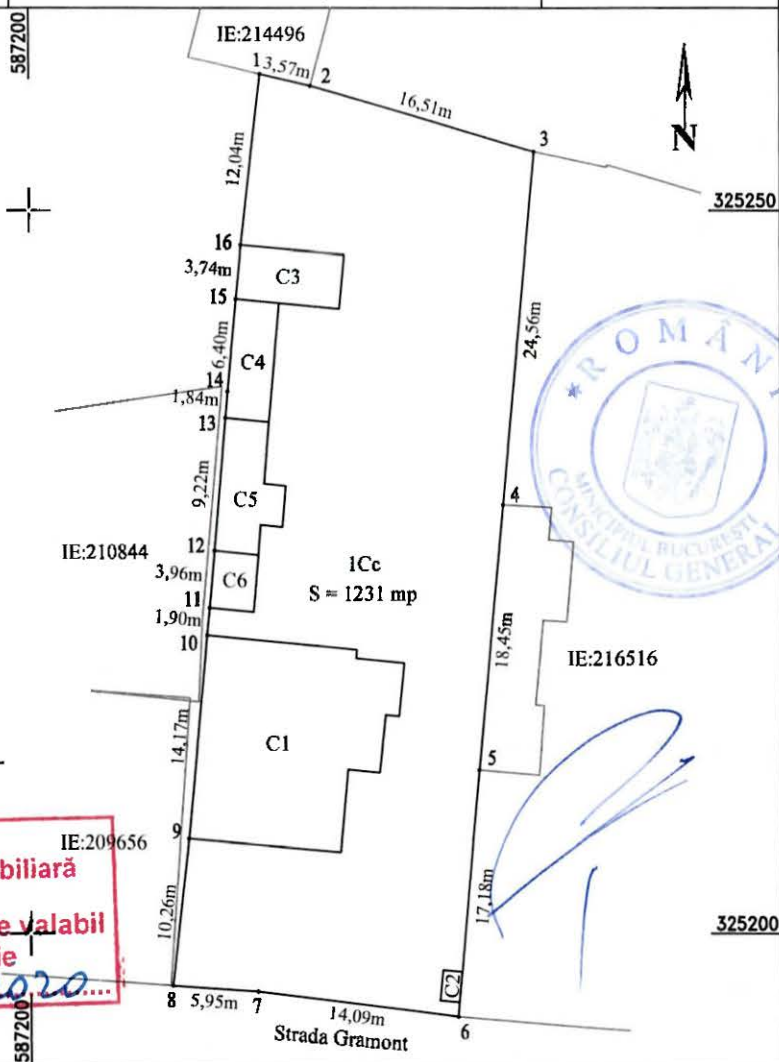 587200
IE:214496
1 3,57m 2
16,51m
3
N
12,04m
325250
16
3,74m
C3
15
6,40m
C4
24,56m
14
1,84m
13
9,22m
C5
4
ROMÂNI
MUNICIPIUL BUCUREȘTI
CONSILIUL GENERAL
12
IE:210844
1Cc
3,96m
C6
S = 1231 mp
11
1,90m
10
18,45m
IE:216516
C1
14,17m
5
9
IE:209656
biliară
e valabil
ie
2020
10,26m
17,18m
325200
C2
8
5,95m
7
14,09m
6
587200
Strada Gramont